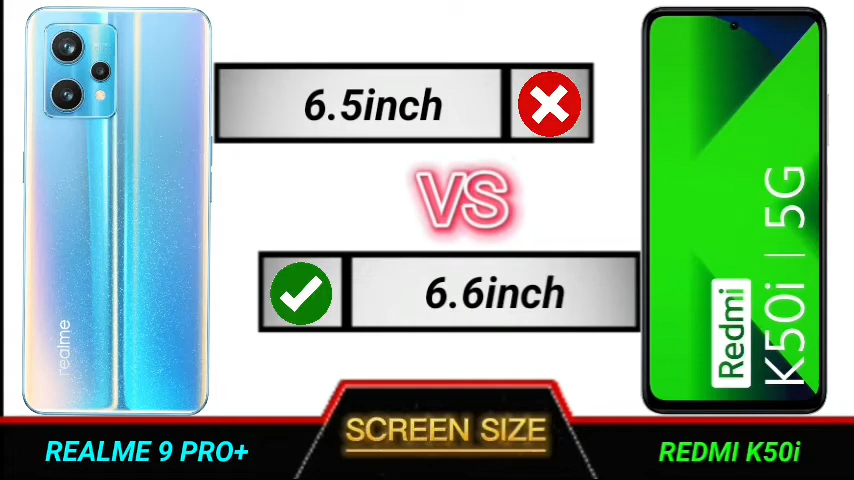 6.5inch
VS
6.6inch
realme
Redmi
K50i | 5G
SCREEN SIZE
REALME 9 PRO+
REDMI K50i